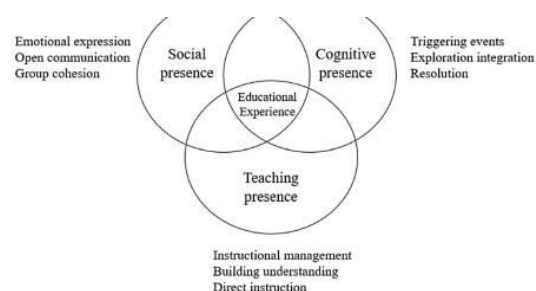 Emotional expression
Open communication
Group cohesion
Social
presence
Cognitive
presence
Triggering events
Exploration integration
Resolution
Educational
Experience
Teaching
presence
Instructional management
Building understanding
Direct instruction